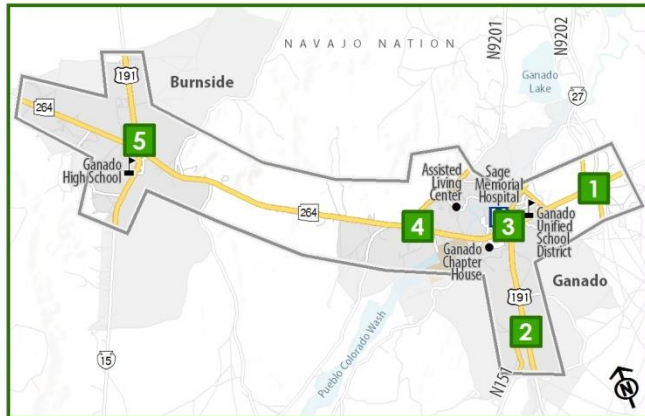 NAVAJO NATION
N9201
N9202
191
Burnside
Ganado
Lake
27
264
5
Ganado
High School
Assisted
Living
Center
Sage
Memorial
Hospital
1
264
4
3
Ganado
Unified
School
District
Ganado
Chapter
House
Ganado
191
2
Pueblo Colorado Wash
15
N151
N